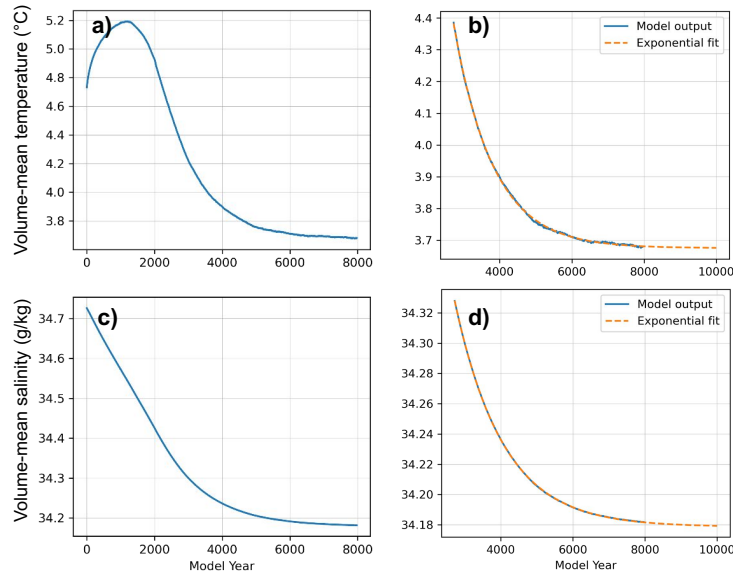 a)
Volume-mean temperature (°C)
5.2
5.0
4.8
4.6
4.4
4.2
4.0
3.8
0 2000 4000 6000 8000
b)
Model output
Exponential fit
4.4
4.3
4.2
4.1
4.0
3.9
3.8
3.7
4000 6000 8000 10000
c)
Volume-mean salinity (g/kg)
34.7
34.6
34.5
34.4
34.3
34.2
0 2000 4000 6000 8000
Model Year
d)
Model output
Exponential fit
34.32
34.30
34.28
34.26
34.24
34.22
34.20
34.18
4000 6000 8000 10000
Model Year